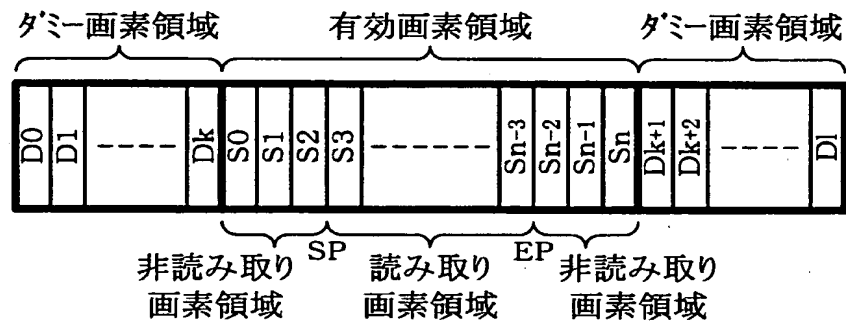 ダミー画素領域 有効画素領域 ダミー画素領域
D0 D1 Dk S0 S1 S2 S3 Sn-3 Sn-2 Sn-1 Sn Dk+1 Dk+2 Dl
SP EP
非読み取り 読み取り 非読み取り
画素領域 画素領域 画素領域